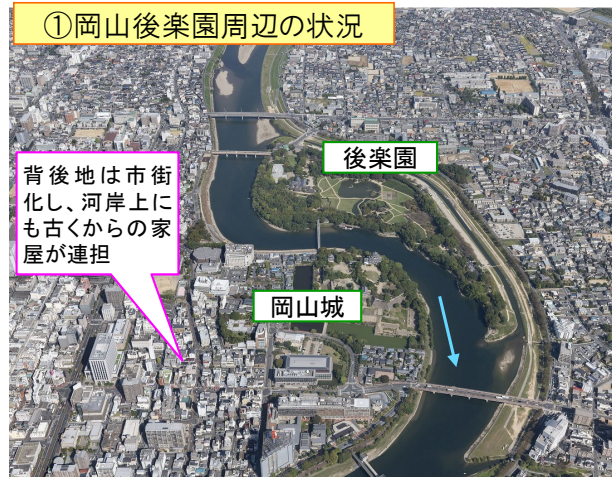 ①岡山後楽園周辺の状況
後楽園
背後地は市街
化し、河岸上に
も古くからの家
屋が連担
岡山城